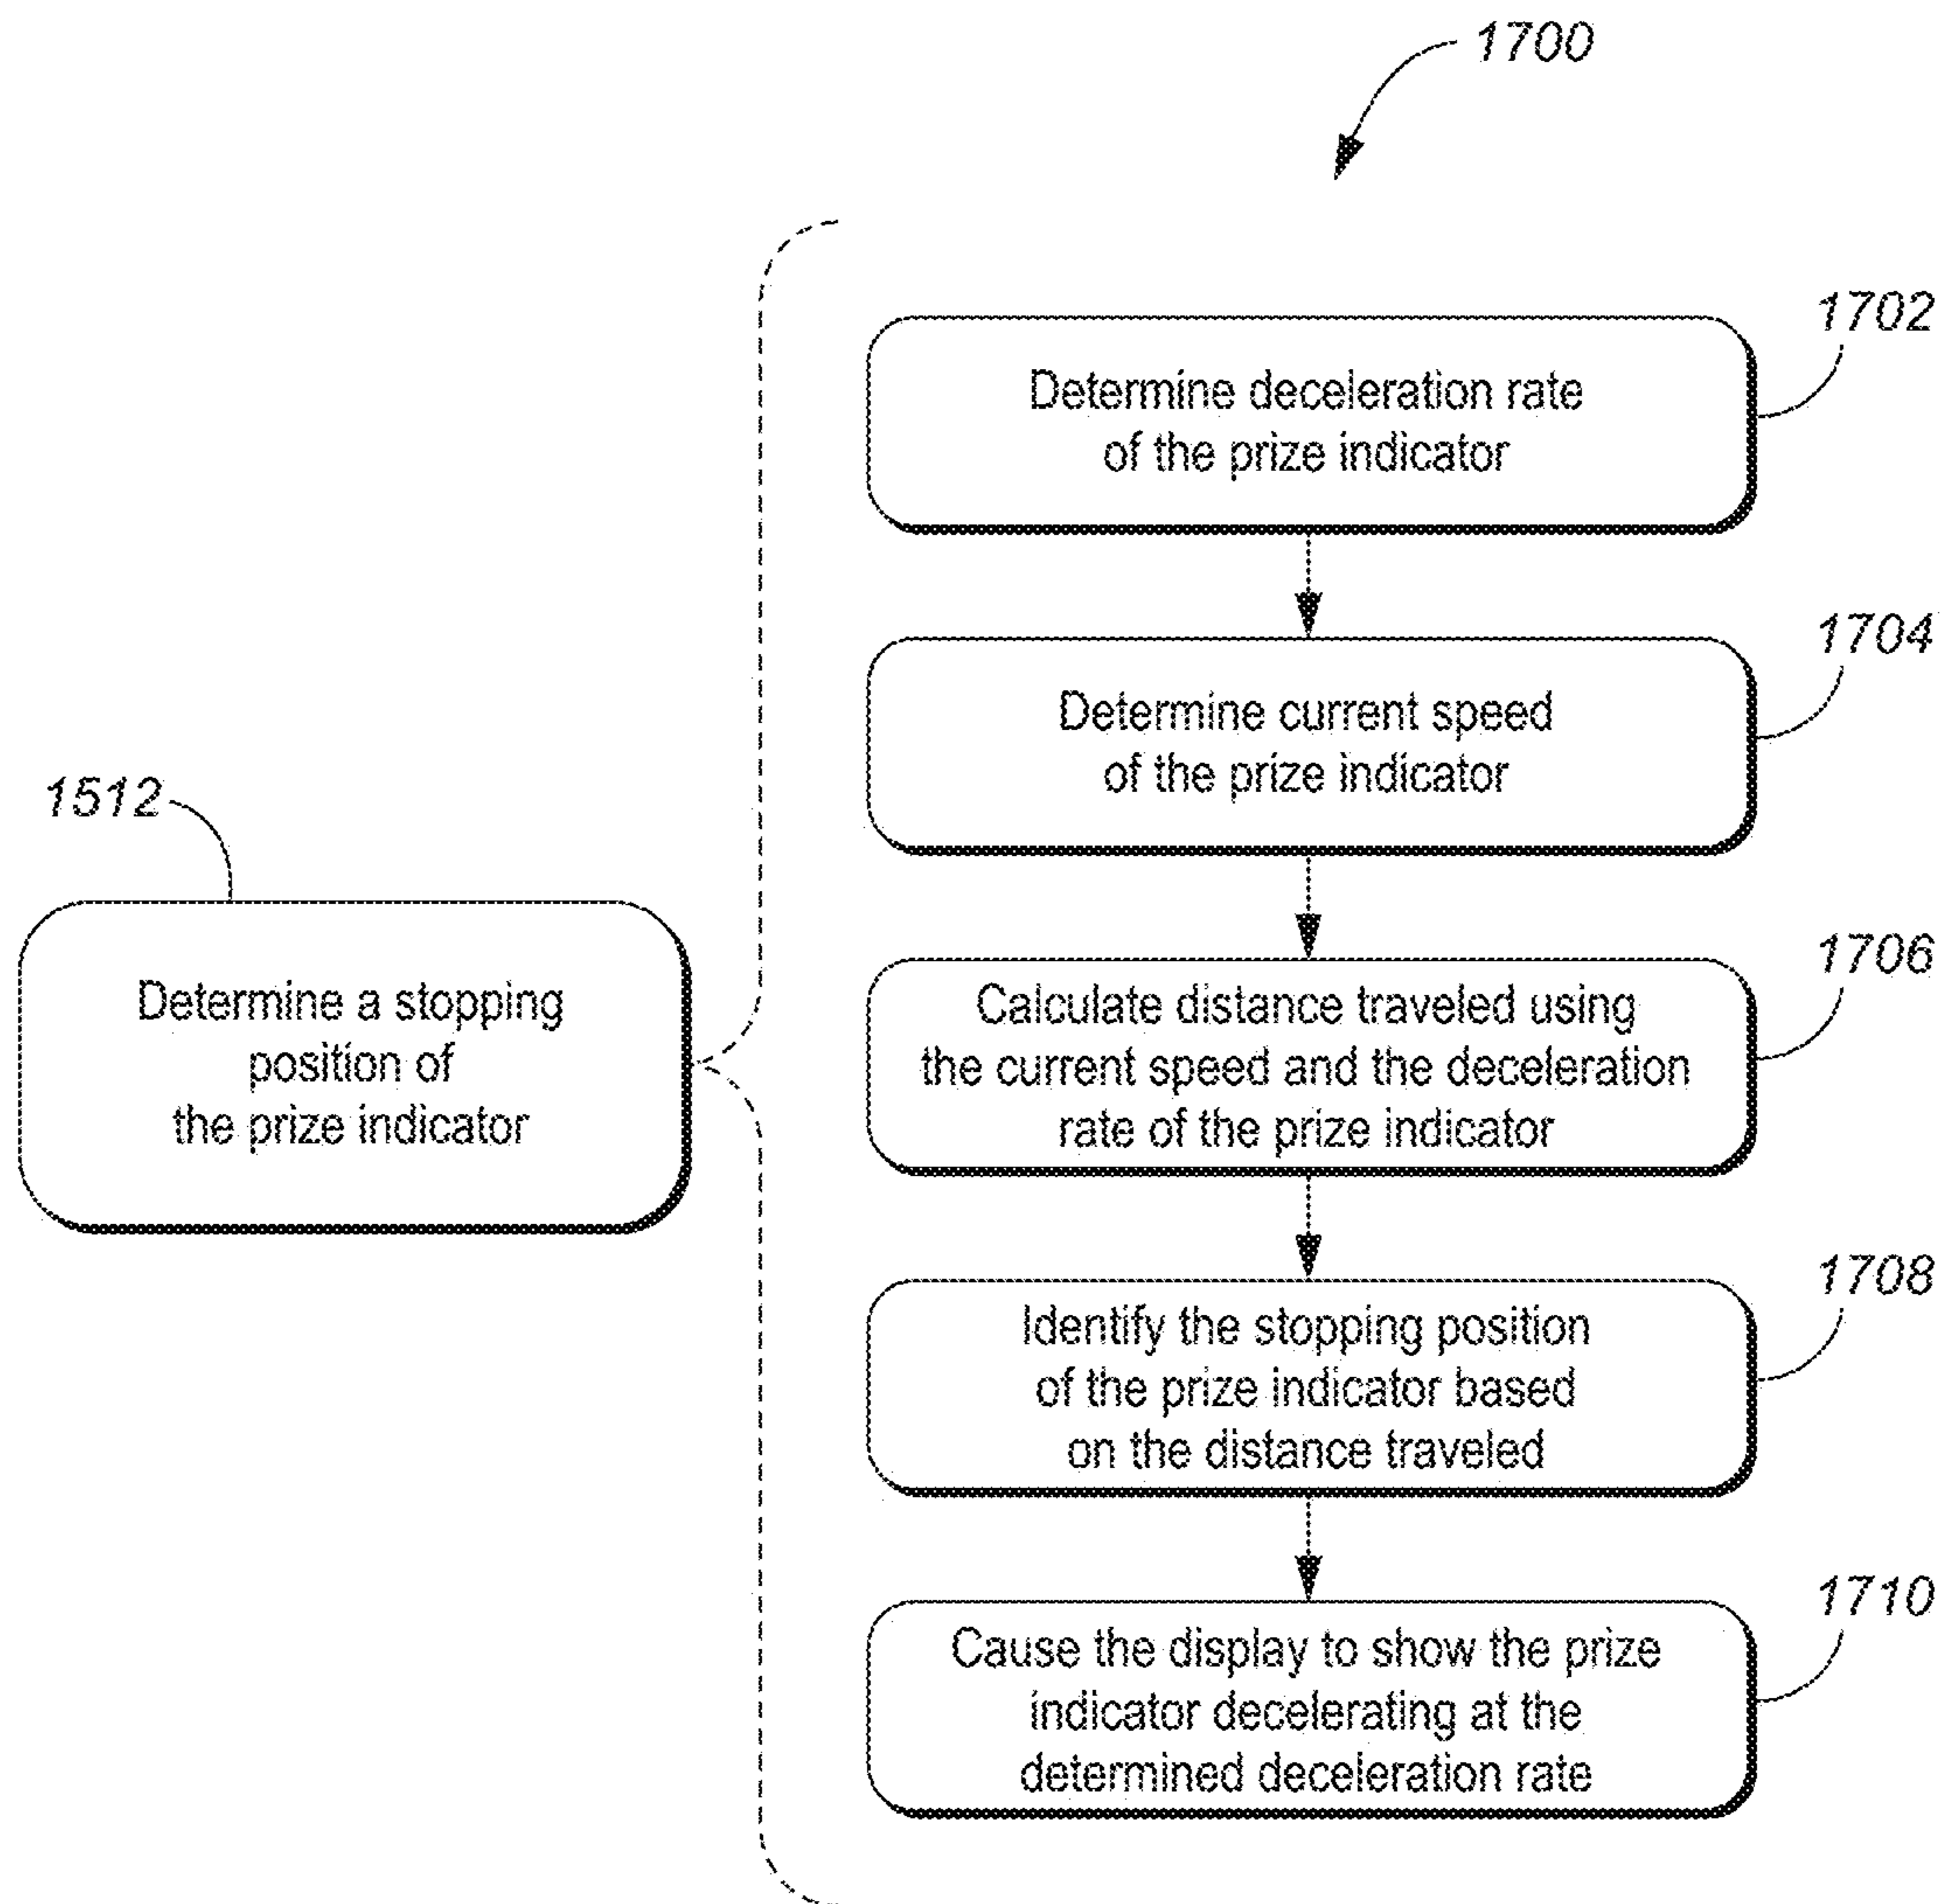 1700
1702
Determine deceleration rate
of the prize indicator
1704
Determine current speed
of the prize indicator
1512
Determine a stopping
position of
the prize indicator
1706
Calculate distance traveled using
the current speed and the deceleration
rate of the prize indicator
1708
Identify the stopping position
of the prize indicator based
on the distance traveled
1710
Cause the display to show the prize
indicator decelerating at the
determined deceleration rate